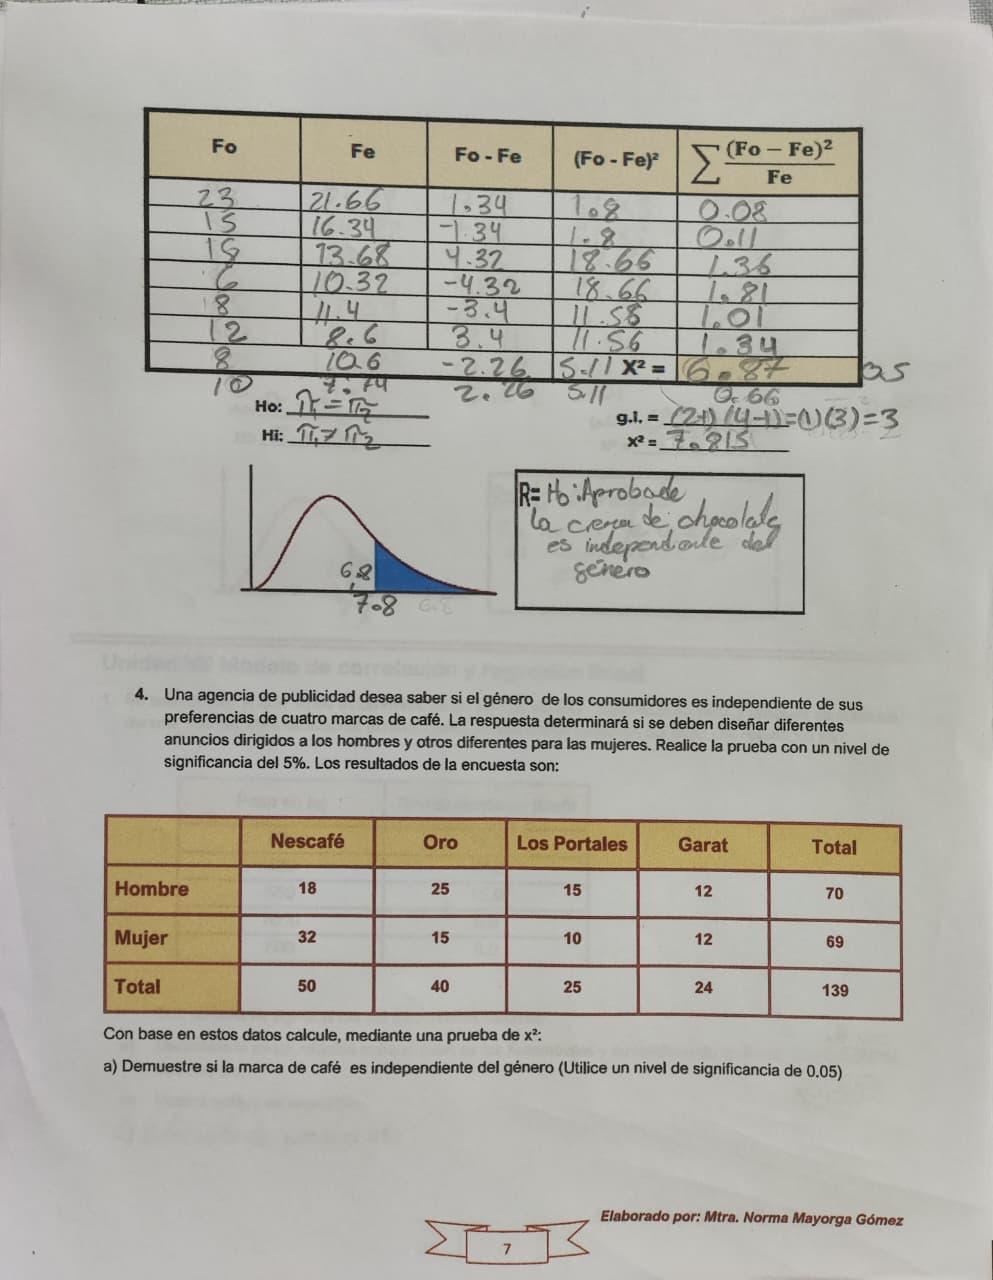 Fo Fe Fo - Fe (Fo - Fe)² ∑ (Fo – Fe)² / Fe
23 21.66 1.34 1.8 0.08
15 16.34 -1.34 1.8 0.11
18 13.68 4.32 18.66 1.36
6 10.32 -4.32 18.66 1.81
8 11.4 -3.4 11.58 1.01
12 8.6 3.4 11.56 1.34
8 10.6 -2.26 5.11 X² = 6.87
10 7.74 2.26 5.11 0.66
Ho: π = π2
Hi: π1 ≠ π2
g.l. = (2-1) (4-1)=(1)(3)=3
x² = 7.815
R= Ho: Aprobada
la crema de chocolate
es independiente del
género
6.8
7.8 6.8
4. Una agencia de publicidad desea saber si el género de los consumidores es independiente de sus
preferencias de cuatro marcas de café. La respuesta determinará si se deben diseñar diferentes
anuncios dirigidos a los hombres y otros diferentes para las mujeres. Realice la prueba con un nivel de
significancia del 5%. Los resultados de la encuesta son:
Nescafé Oro Los Portales Garat Total
Hombre 18 25 15 12 70
Mujer 32 15 10 12 69
Total 50 40 25 24 139
Con base en estos datos calcule, mediante una prueba de x²:
a) Demuestre si la marca de café es independiente del género (Utilice un nivel de significancia de 0.05)
Elaborado por: Mtra. Norma Mayorga Gómez
7